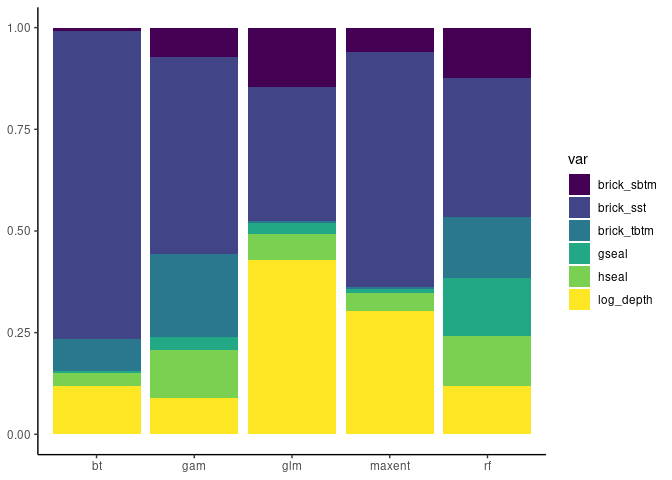 1.00
0.75
0.50
0.25
0.00
bt gam glm maxent rf
var
brick_sbtm
brick_sst
brick_tbtm
gseal
hseal
log_depth